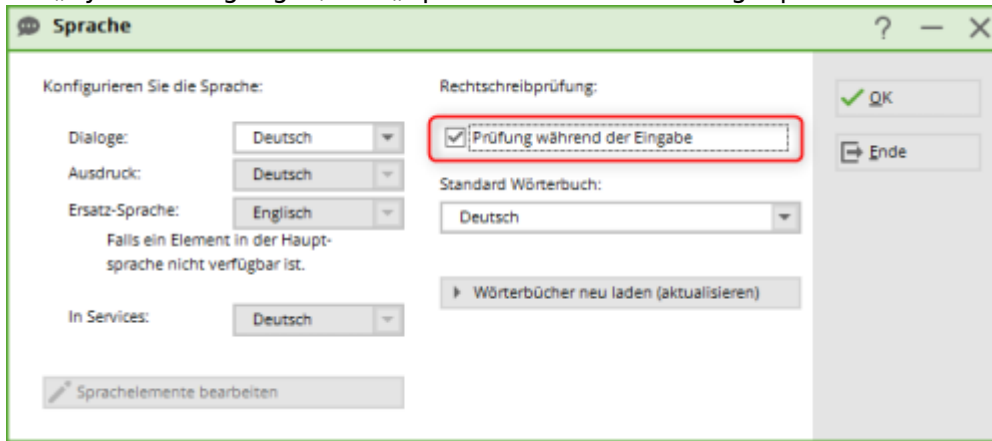 Sprache
Konfigurieren Sie die Sprache:
Dialoge: Deutsch
Ausdruck: Deutsch
Ersatz-Sprache: Englisch
Falls ein Element in der Haupt-
sprache nicht verfügbar ist.
In Services: Deutsch
Sprachelemente bearbeiten
Rechtschreibprüfung:
Prüfung während der Eingabe
Standard Wörterbuch:
Deutsch
Wörterbücher neu laden (aktualisieren)
OK
Ende